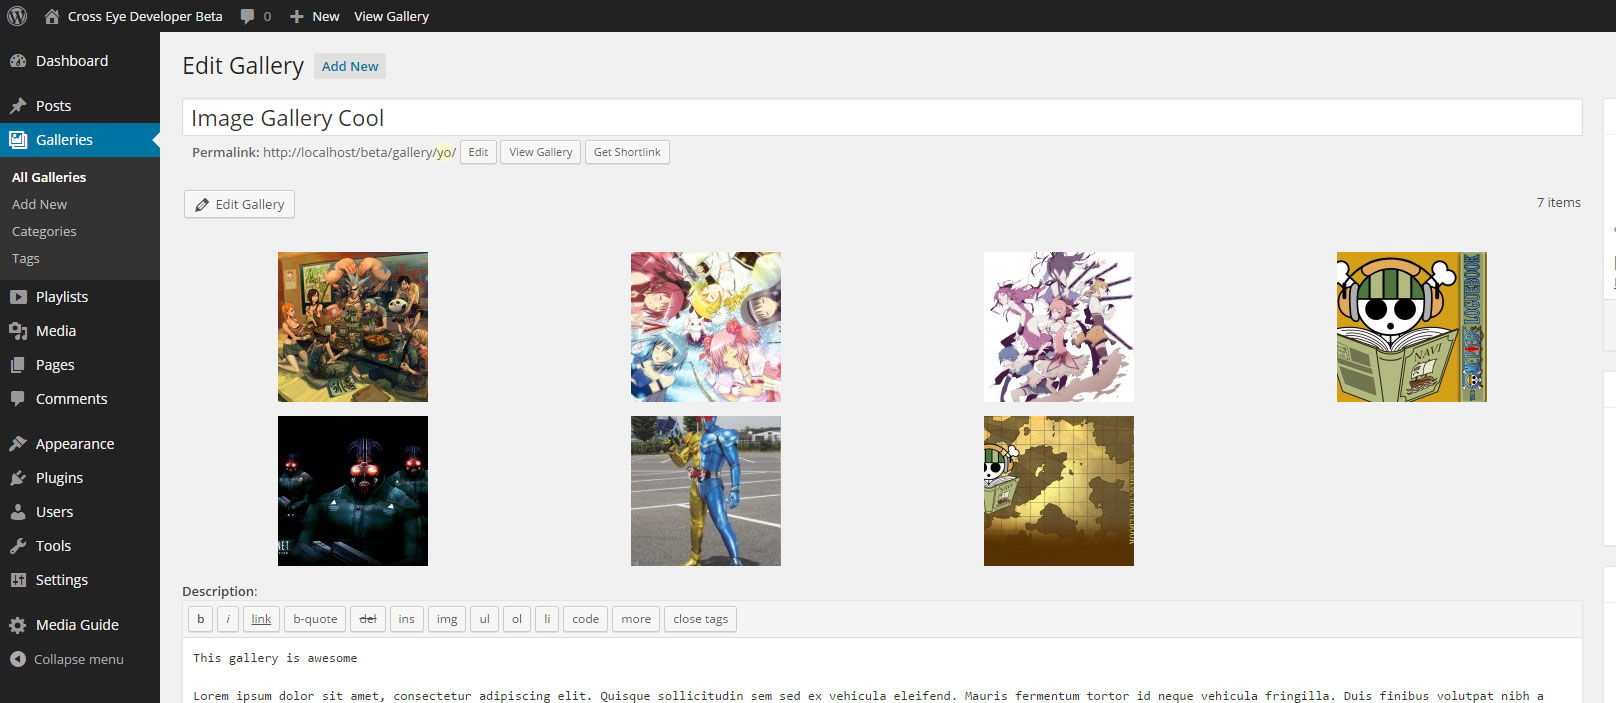 Cross Eye Developer Beta 0 New View Gallery
Dashboard
Posts
Galleries
All Galleries
Add New
Categories
Tags
Playlists
Media
Pages
Comments
Appearance
Plugins
Users
Tools
Settings
Media Guide
Collapse menu
Edit Gallery Add New
Image Gallery Cool
Permalink: http://localhost/beta/gallery/yo/ Edit View Gallery Get Shortlink
Edit Gallery 7 items
NAVI
Description:
b i link b-quote del ins img ul ol li code more close tags
This gallery is awesome
Lorem ipsum dolor sit amet, consectetur adipiscing elit. Quisque sollicitudin sem sed ex vehicula eleifend. Mauris fermentum tortor id neque vehicula fringilla. Duis finibus volutpat nibh a